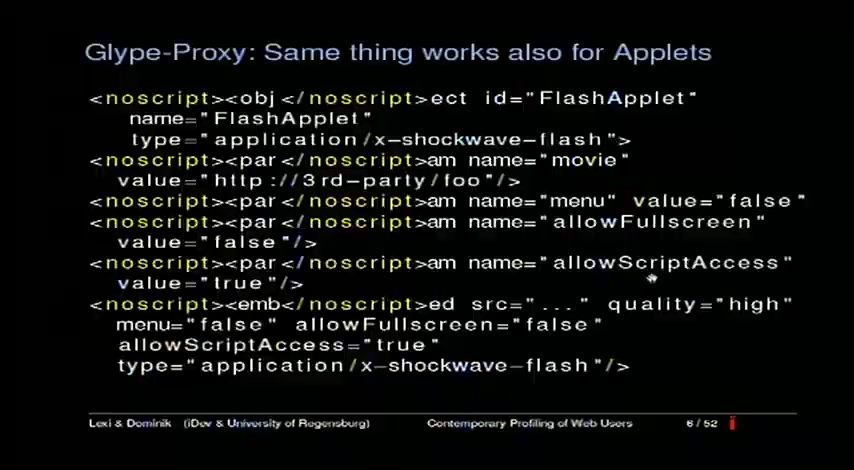 Glype-Proxy: Same thing works also for Applets
<noscript><obj</noscript>ect id="FlashApplet"
name="FlashApplet"
type="application/x-shockwave-flash">
<noscript><par</noscript>am name="movie"
value="http://3rd-party/foo"/>
<noscript><par</noscript>am name="menu" value="false"
<noscript><par</noscript>am name="allowFullscreen"
value="false"/>
<noscript><par</noscript>am name="allowScriptAccess"
value="true"/>
<noscript><emb</noscript>ed src="..." quality="high"
menu="false" allowFullscreen="false"
allowScriptAccess="true"
type="application/x-shockwave-flash"/>
Lexi & Dominik (iDev & University of Regensburg) Contemporary Profiling of Web Users 6 / 52